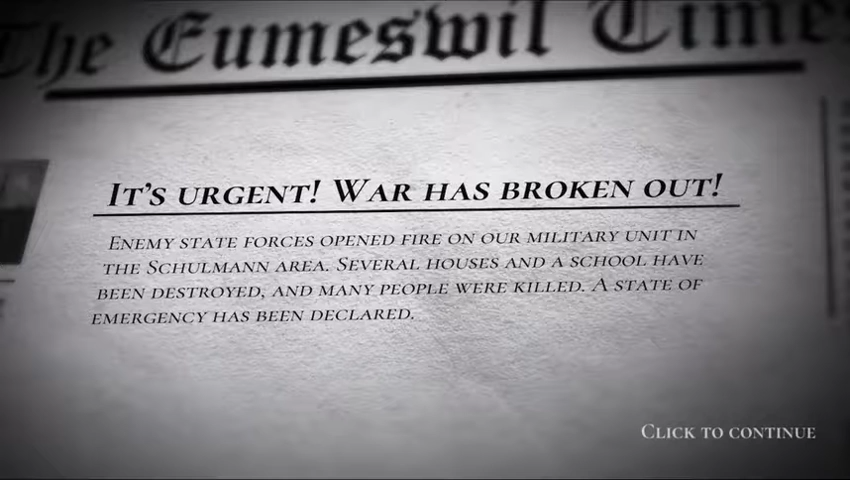 The Eumeswil Times
It's urgent! War has broken out!
Enemy state forces opened fire on our military unit in
the Schulmann area. Several houses and a school have
been destroyed, and many people were killed. A state of
emergency has been declared.
Click to continue